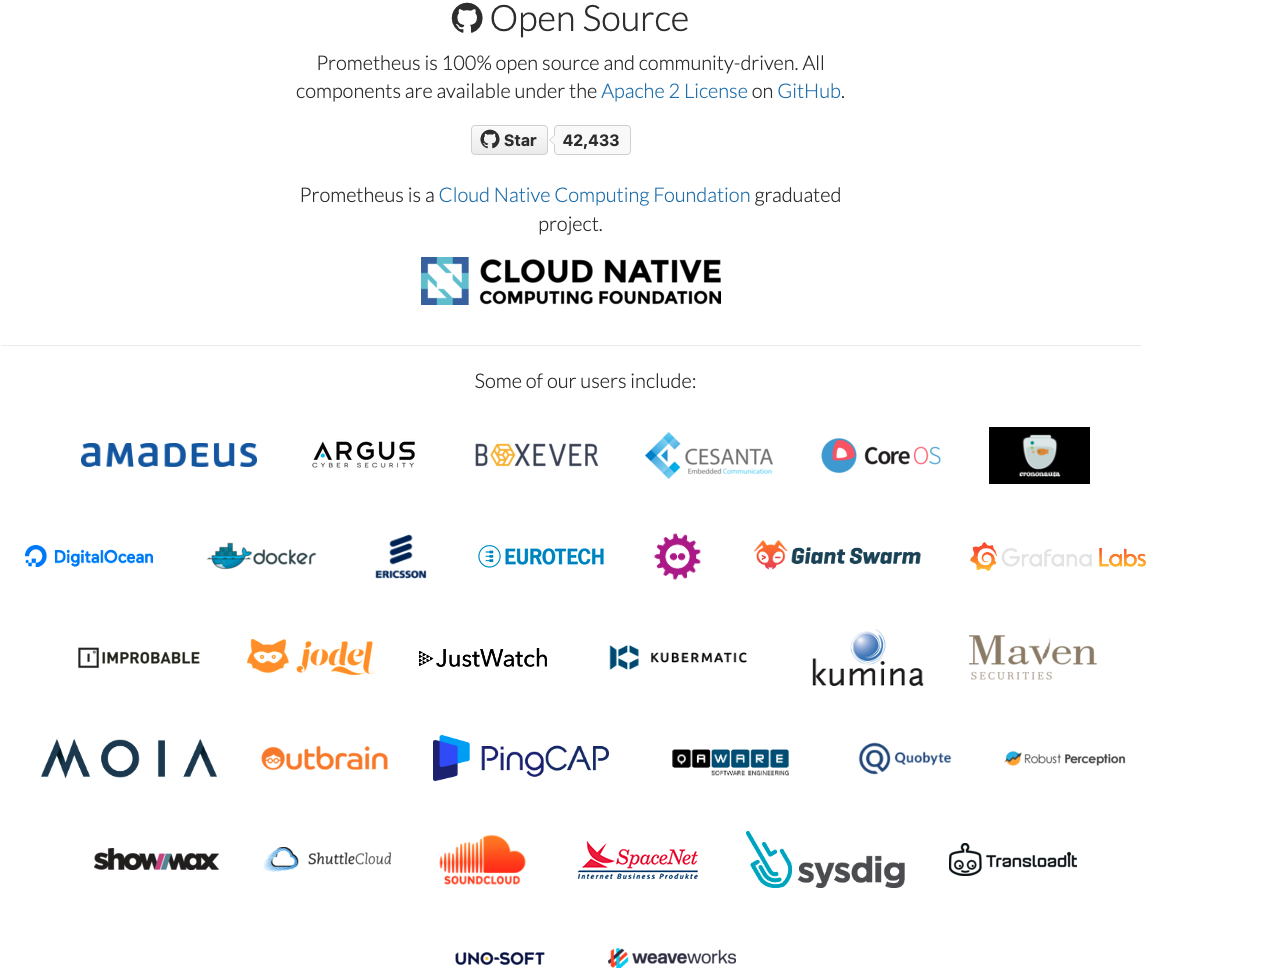 Open Source
Prometheus is 100% open source and community-driven. All
components are available under the Apache 2 License on GitHub.
Star 42,433
Prometheus is a Cloud Native Computing Foundation graduated
project.
CLOUD NATIVE
COMPUTING FOUNDATION
Some of our users include:
amadeus
ARGUS
CYBER SECURITY
BOXEVER
CESANTA
Embedded Communication
Core OS
crononauta
DigitalOcean
docker
ERICSSON
EUROTECH
Giant Swarm
Grafana Labs
IMPROBABLE
jodel
JustWatch
KUBERMATIC
kumina
Maven
SECURITIES
MOIA
Outbrain
PingCAP
QAWARE
SOFTWARE ENGINEERING
Quobyte
Robust Perception
showmax
ShuttleCloud
SOUNDCLOUD
SpaceNet
Internet Business Produkte
sysdig
Transloadit
UNO-SOFT
weaveworks